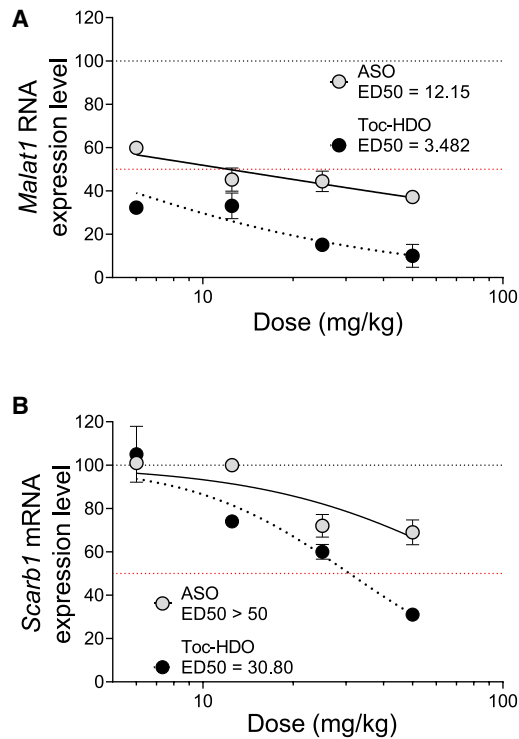 A
120
100
80
60
40
20
0
Malat1 RNA
expression level
ASO
ED50 = 12.15
Toc-HDO
ED50 = 3.482
10
100
Dose (mg/kg)
B
120
100
80
60
40
20
0
Scarb1 mRNA
expression level
ASO
ED50 > 50
Toc-HDO
ED50 = 30.80
10
100
Dose (mg/kg)